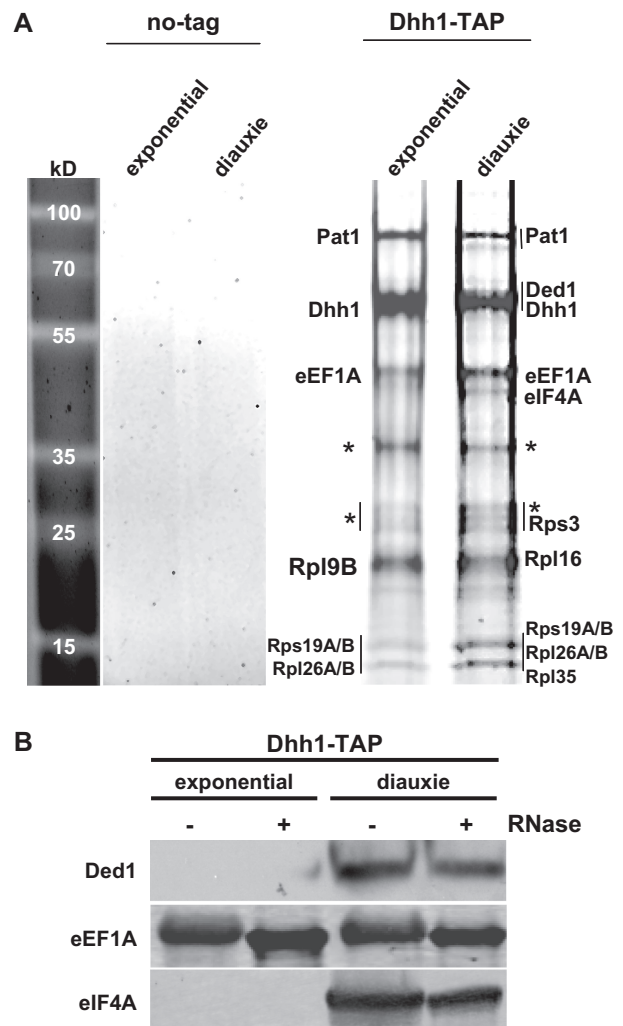 A
no-tag
Dhh1-TAP
exponential
diauxie
exponential
diauxie
kD
100
70
55
35
25
15
Pat1
Dhh1
eEF1A
*
*
Rpl9B
Rps19A/B
Rpl26A/B
Pat1
Ded1
Dhh1
eEF1A
eIF4A
*
*
Rps3
Rpl16
Rps19A/B
Rpl26A/B
Rpl35
B
Dhh1-TAP
exponential diauxie
- + - + RNase
Ded1
eEF1A
eIF4A